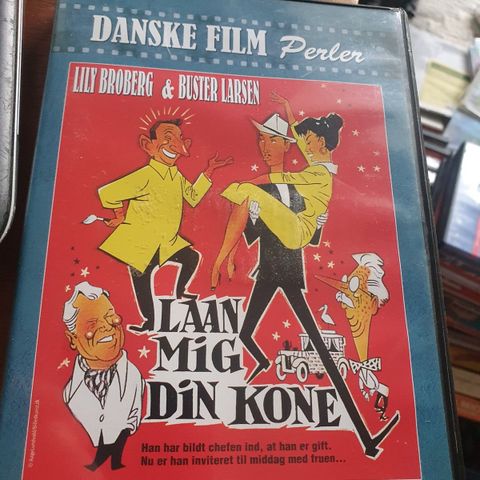 DANSKE FILM Perler
LILY BROBERG & BUSTER LARSEN
LAAN
MIG
DIN KONE
Han har bildt chefen ind, at han er gift.
Nu er han inviteret til middag med fruen...